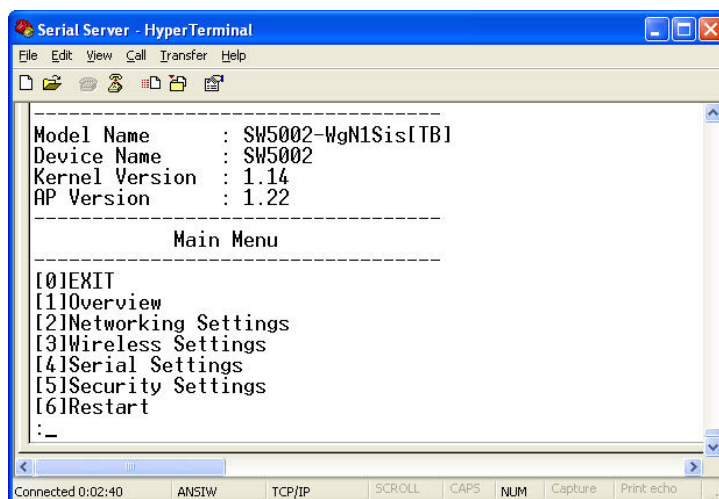 Serial Server - HyperTerminal
File Edit View Call Transfer Help
----------------------------------
Model Name : SW5002-WgN1Sis[TB]
Device Name : SW5002
Kernel Version : 1.14
AP Version : 1.22
----------------------------------
Main Menu
----------------------------------
[0]EXIT
[1]Overview
[2]Networking Settings
[3]Wireless Settings
[4]Serial Settings
[5]Security Settings
[6]Restart
:_
Connected 0:02:40 ANSIW TCP/IP SCROLL CAPS NUM Capture Print echo